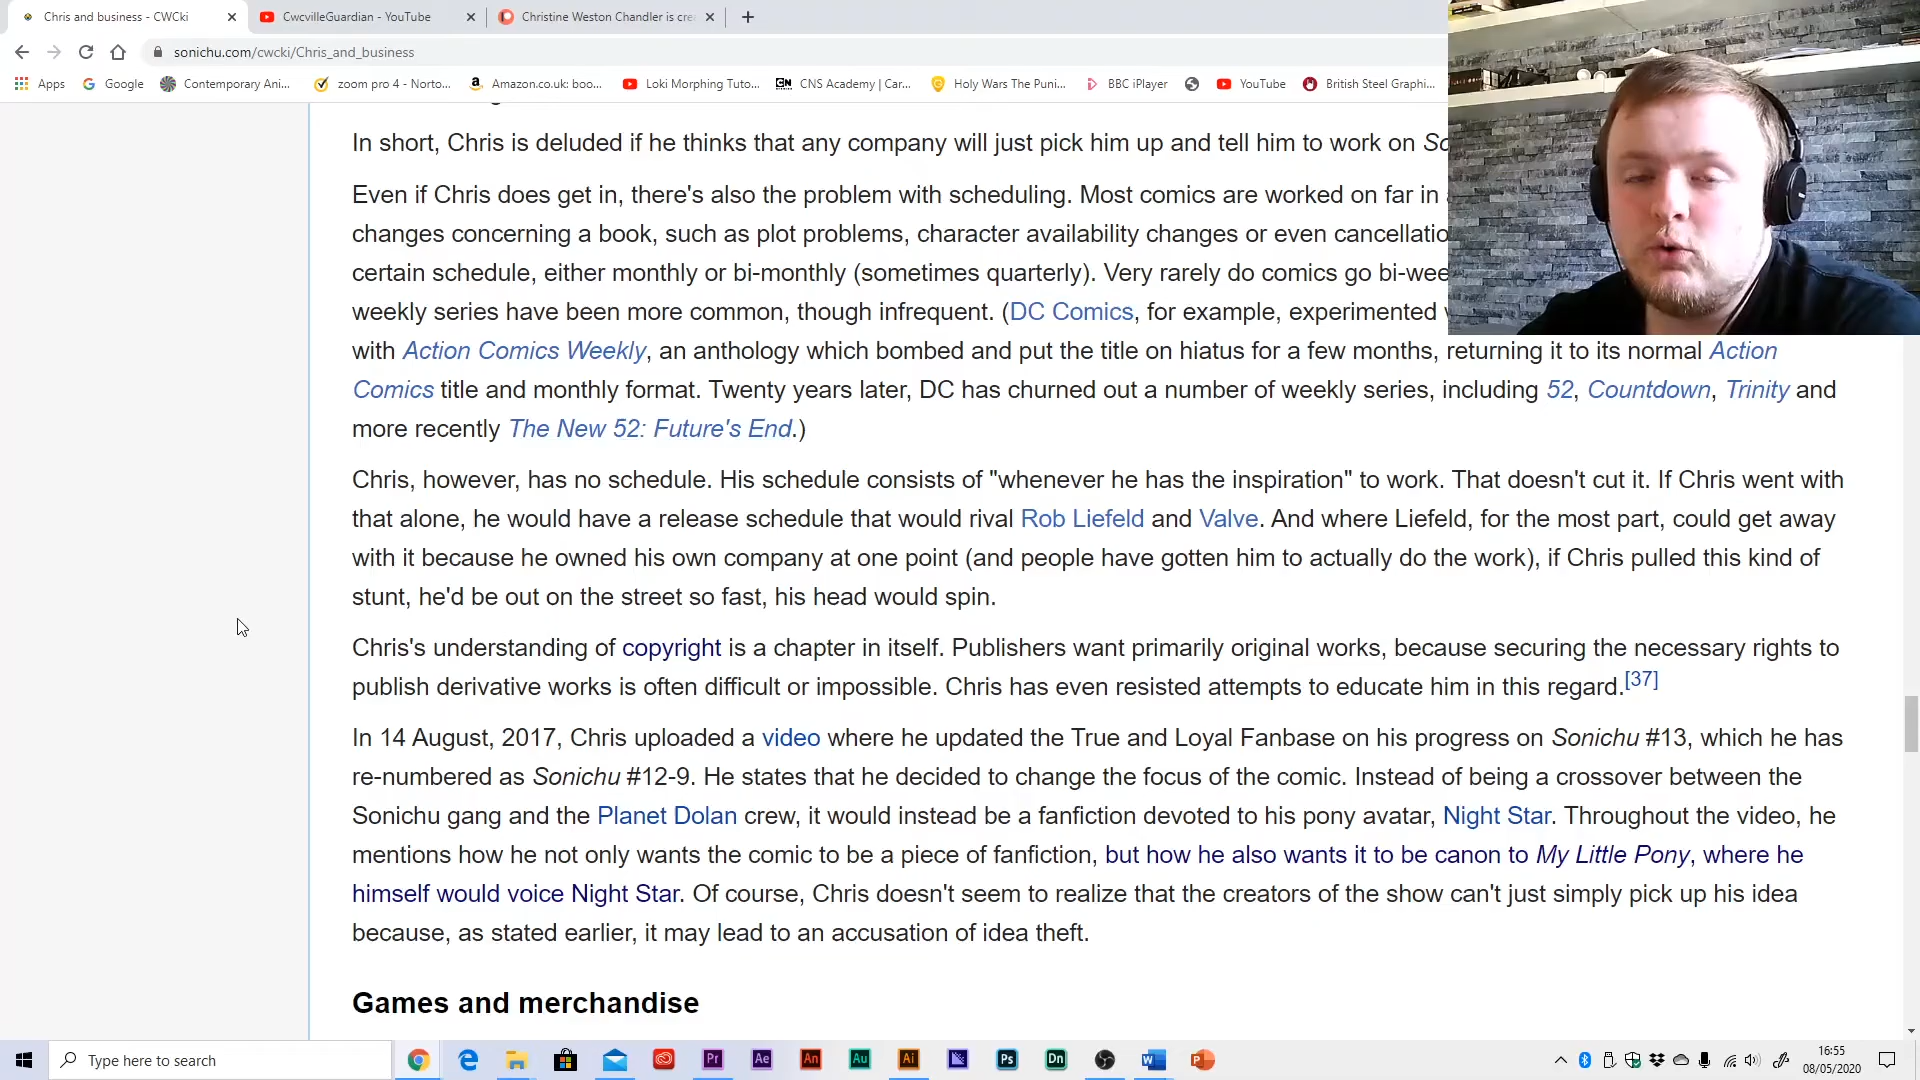 Chris and business - CWCki
CwcvilleGuardian - YouTube
Christine Weston Chandler is cre
sonichu.com/cwcki/Chris_and_business
Apps
Google
Contemporary Ani...
zoom pro 4 - Norto...
Amazon.co.uk: boo...
Loki Morphing Tuto...
CNS Academy | Car...
Holy Wars The Puni...
BBC iPlayer
YouTube
British Steel Graphi...
In short, Chris is deluded if he thinks that any company will just pick him up and tell him to work on
Even if Chris does get in, there's also the problem with scheduling. Most comics are worked on far in
changes concerning a book, such as plot problems, character availability changes or even cancellatio
certain schedule, either monthly or bi-monthly (sometimes quarterly). Very rarely do comics go bi-wee
weekly series have been more common, though infrequent. (DC Comics, for example, experimented
with Action Comics Weekly, an anthology which bombed and put the title on hiatus for a few months, returning it to its normal Action
Comics title and monthly format. Twenty years later, DC has churned out a number of weekly series, including 52, Countdown, Trinity and
more recently The New 52: Future's End.)
Chris, however, has no schedule. His schedule consists of "whenever he has the inspiration" to work. That doesn't cut it. If Chris went with
that alone, he would have a release schedule that would rival Rob Liefeld and Valve. And where Liefeld, for the most part, could get away
with it because he owned his own company at one point (and people have gotten him to actually do the work), if Chris pulled this kind of
stunt, he'd be out on the street so fast, his head would spin.
Chris's understanding of copyright is a chapter in itself. Publishers want primarily original works, because securing the necessary rights to
publish derivative works is often difficult or impossible. Chris has even resisted attempts to educate him in this regard.[37]
In 14 August, 2017, Chris uploaded a video where he updated the True and Loyal Fanbase on his progress on Sonichu #13, which he has
re-numbered as Sonichu #12-9. He states that he decided to change the focus of the comic. Instead of being a crossover between the
Sonichu gang and the Planet Dolan crew, it would instead be a fanfiction devoted to his pony avatar, Night Star. Throughout the video, he
mentions how he not only wants the comic to be a piece of fanfiction, but how he also wants it to be canon to My Little Pony, where he
himself would voice Night Star. Of course, Chris doesn't seem to realize that the creators of the show can't just simply pick up his idea
because, as stated earlier, it may lead to an accusation of idea theft.
Games and merchandise
Type here to search
Pr
Ae
An
Au
Ai
Ps
Dn
16:55
08/05/2020